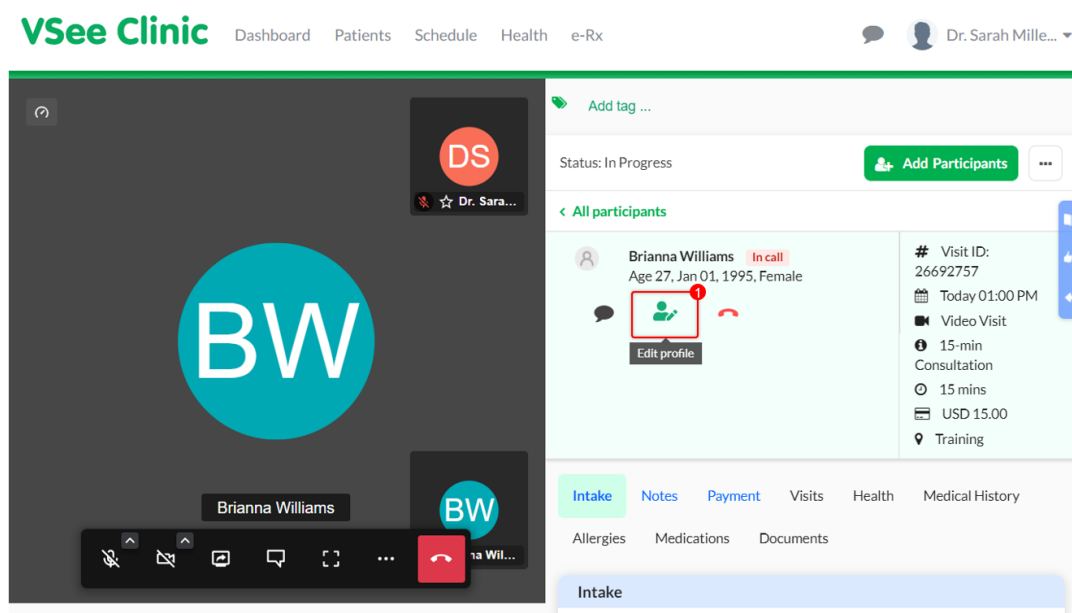 VSee Clinic
Dashboard
Patients
Schedule
Health
e-Rx
Dr. Sarah Mille...
DS
Dr. Sara...
BW
Brianna Williams
BW
na Wil...
Add tag ...
Status: In Progress
Add Participants
All participants
Brianna Williams In call
Age 27, Jan 01, 1995, Female
1
Edit profile
# Visit ID:
26692757
Today 01:00 PM
Video Visit
15-min
Consultation
15 mins
USD 15.00
Training
Intake
Notes
Payment
Visits
Health
Medical History
Allergies
Medications
Documents
Intake